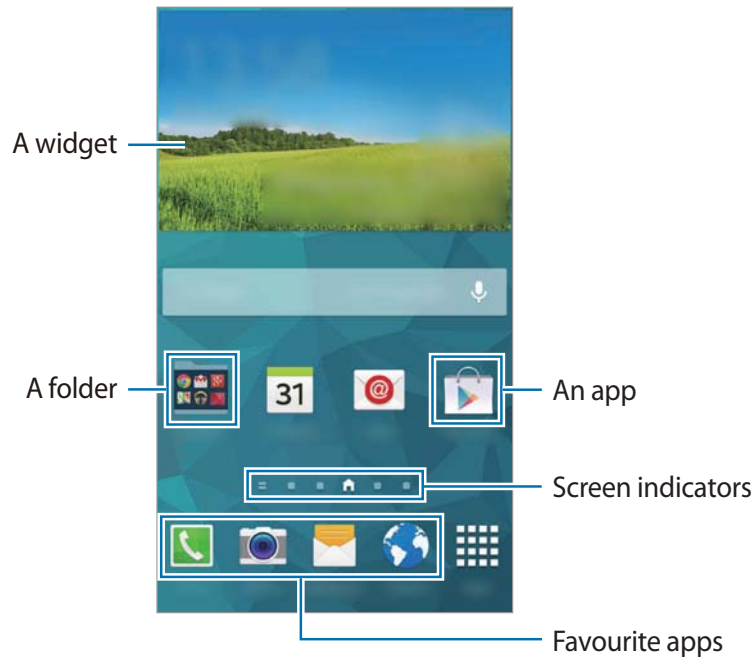 A widget
A folder
31
@
An app
Screen indicators
Favourite apps